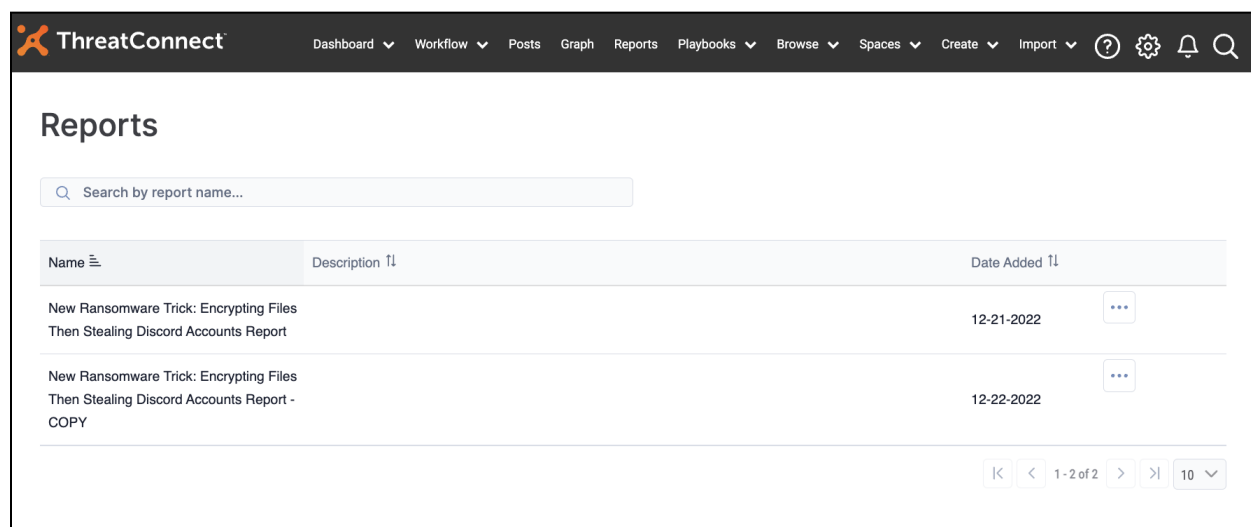 ThreatConnect™
Dashboard Workflow Posts Graph Reports Playbooks Browse Spaces Create Import
Reports
Search by report name...
Name Description Date Added
New Ransomware Trick: Encrypting Files
Then Stealing Discord Accounts Report
12-21-2022
New Ransomware Trick: Encrypting Files
Then Stealing Discord Accounts Report -
COPY
12-22-2022
1 - 2 of 2
10